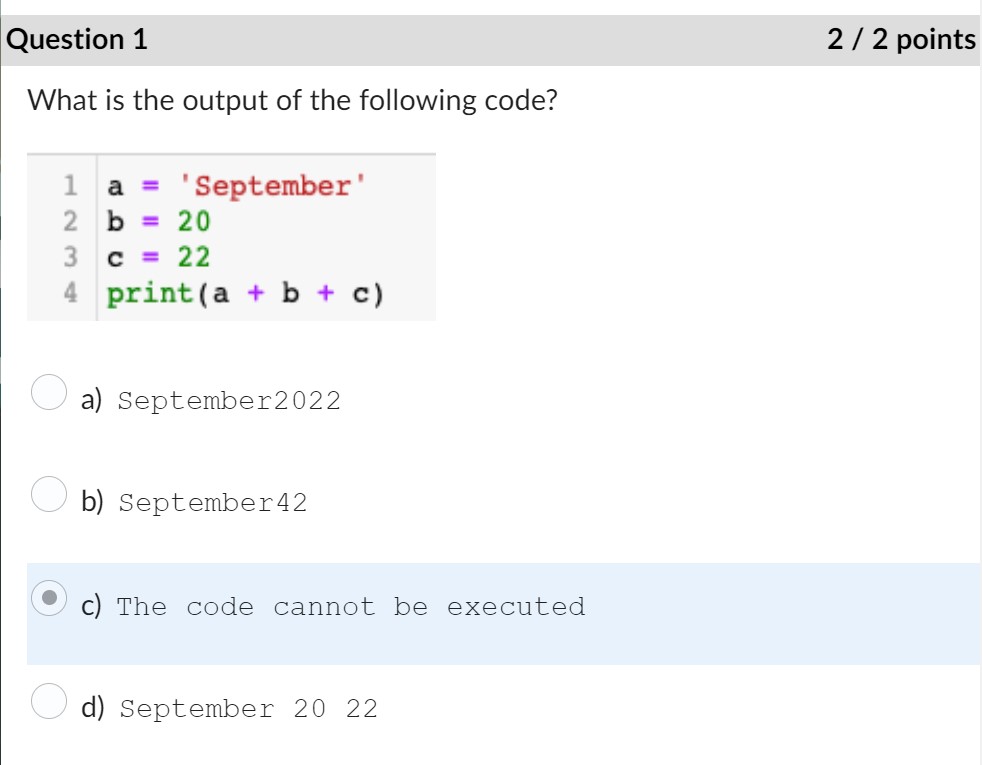 Question 1 2 / 2 points
What is the output of the following code?
1 a = 'September'
2 b = 20
3 c = 22
4 print(a + b + c)
a) September2022
b) September42
c) The code cannot be executed
d) September 20 22